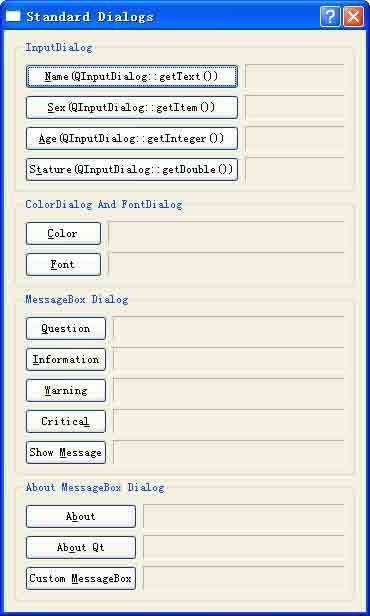 Standard Dialogs
InputDialog
Name(QInputDialog::getText())
Sex(QInputDialog::getItem())
Age(QInputDialog::getInteger())
Stature(QInputDialog::getDouble())
ColorDialog And FontDialog
Color
Font
MessageBox Dialog
Question
Information
Warning
Critical
Show Message
About MessageBox Dialog
About
About Qt
Custom MessageBox